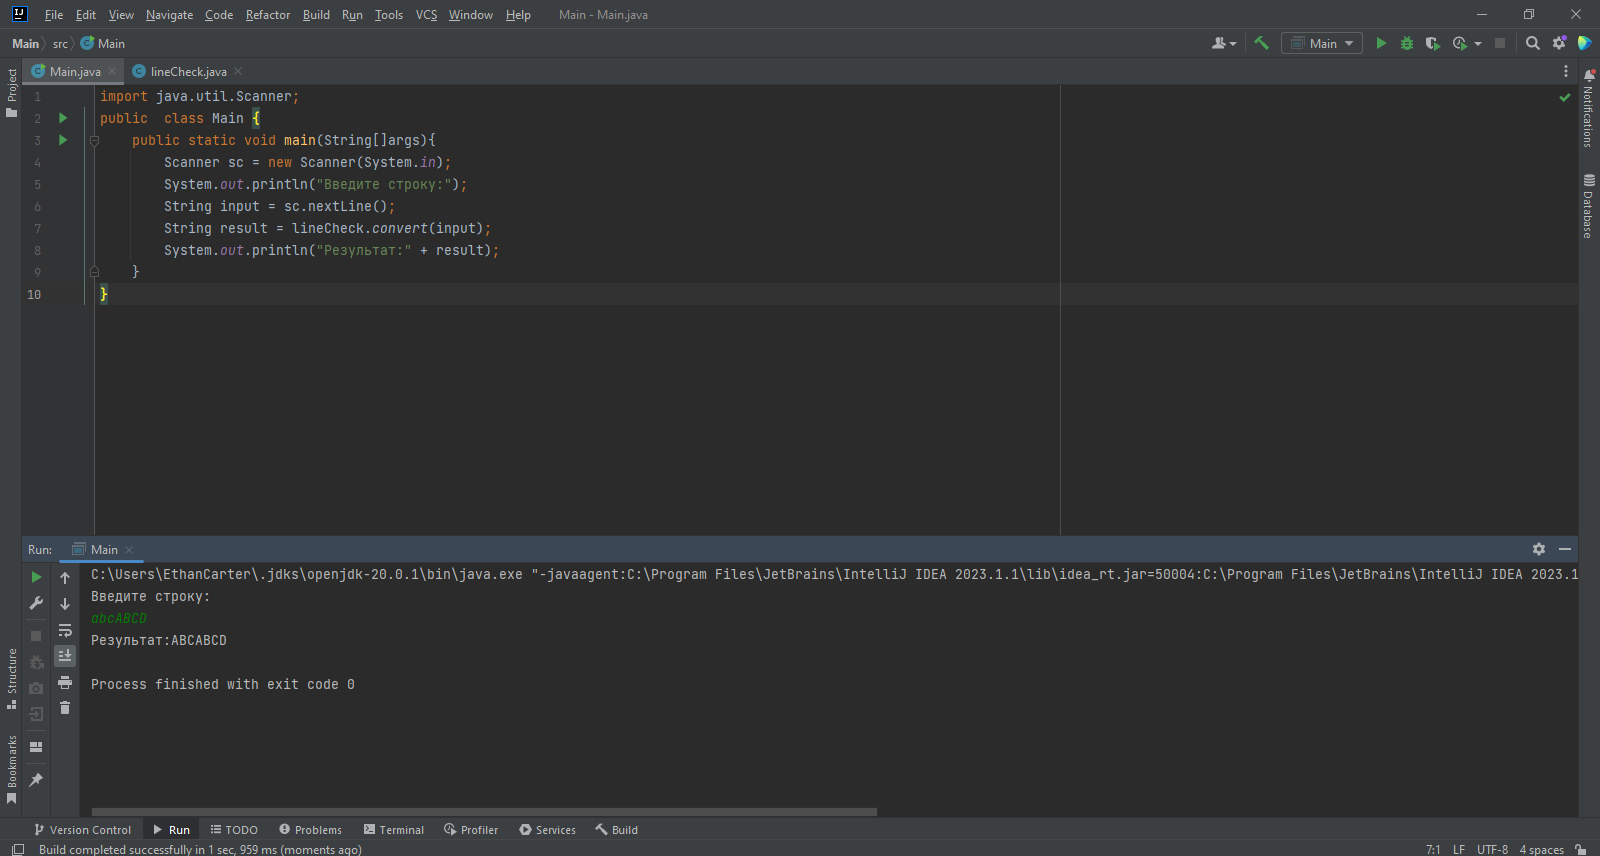 File Edit View Navigate Code Refactor Build Run Tools VCS Window Help Main - Main.java
Main src Main
Main
Project
Main.java
lineCheck.java
1 import java.util.Scanner;
2 public  class Main {
3     public static void main(String[]args){
4         Scanner sc = new Scanner(System.in);
5         System.out.println("Введите строку:");
6         String input = sc.nextLine();
7         String result = lineCheck.convert(input);
8         System.out.println("Результат:" + result);
9     }
10 }
Notifications
Database
Run: Main
C:\Users\EthanCarter\.jdks\openjdk-20.0.1\bin\java.exe "-javaagent:C:\Program Files\JetBrains\IntelliJ IDEA 2023.1.1\lib\idea_rt.jar=50004:C:\Program Files\JetBrains\IntelliJ IDEA 2023.1
Введите строку:
abcABCD
Результат:ABCABCD
Process finished with exit code 0
Structure
Bookmarks
Version Control Run TODO Problems Terminal Profiler Services Build
Build completed successfully in 1 sec, 959 ms (moments ago) 7:1 LF UTF-8 4 spaces